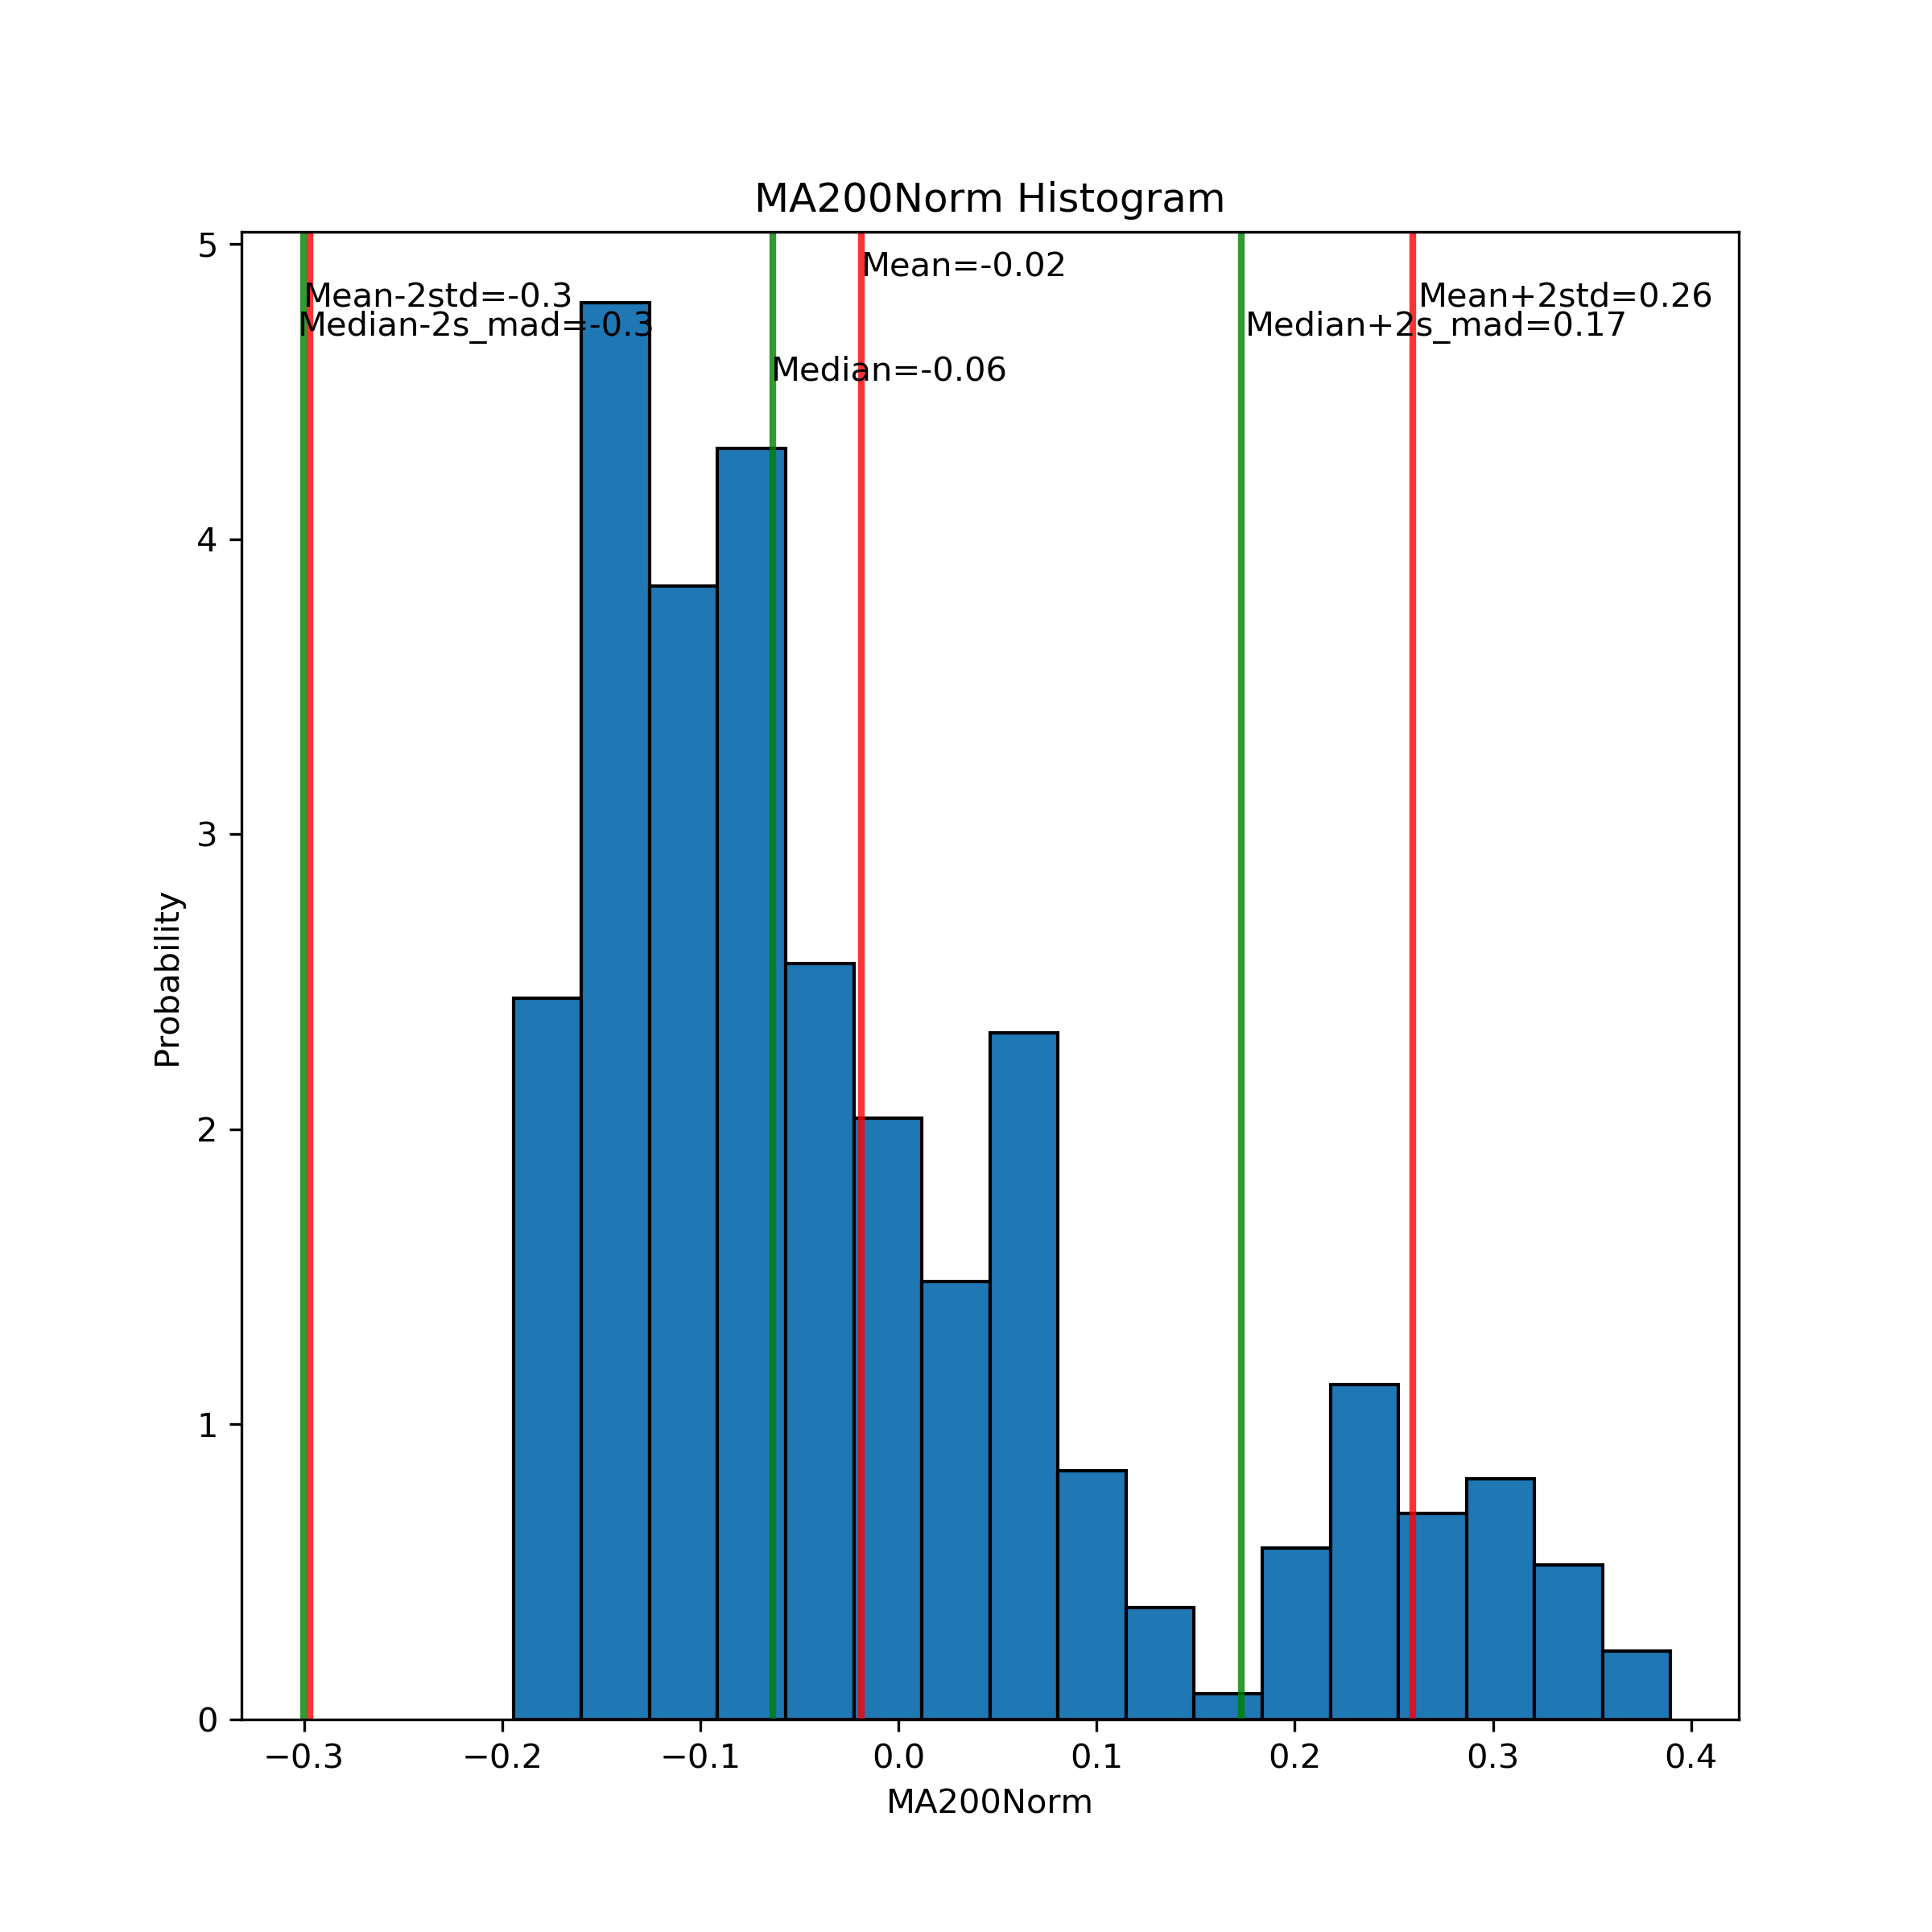 MA200Norm Histogram
5
4
3
2
1
0
Probability
Mean=-0.02
Mean-2std=-0.3
Mean+2std=0.26
Median-2s_mad=-0.3
Median+2s_mad=0.17
Median=-0.06
−0.3 −0.2 −0.1 0.0 0.1 0.2 0.3 0.4
MA200Norm